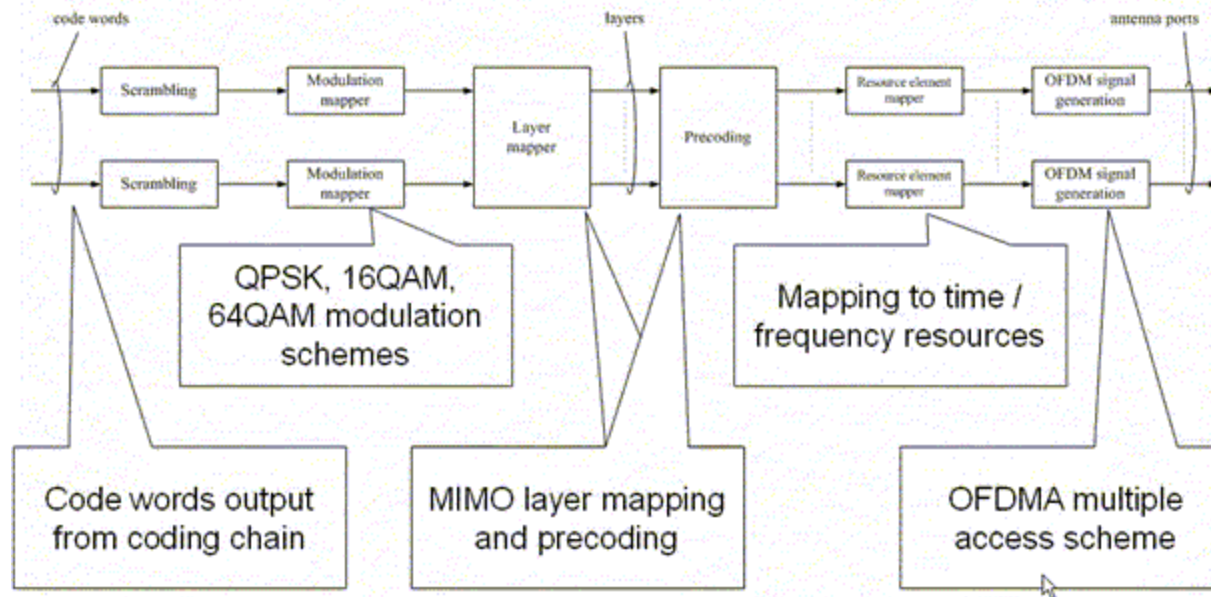 code words
layers
antenna ports
Scrambling
Modulation
mapper
Layer
mapper
Precoding
Resource element
mapper
OFDM signal
generation
Scrambling
Modulation
mapper
Resource element
mapper
OFDM signal
generation
QPSK, 16QAM,
64QAM modulation
schemes
Mapping to time /
frequency resources
Code words output
from coding chain
MIMO layer mapping
and precoding
OFDMA multiple
access scheme